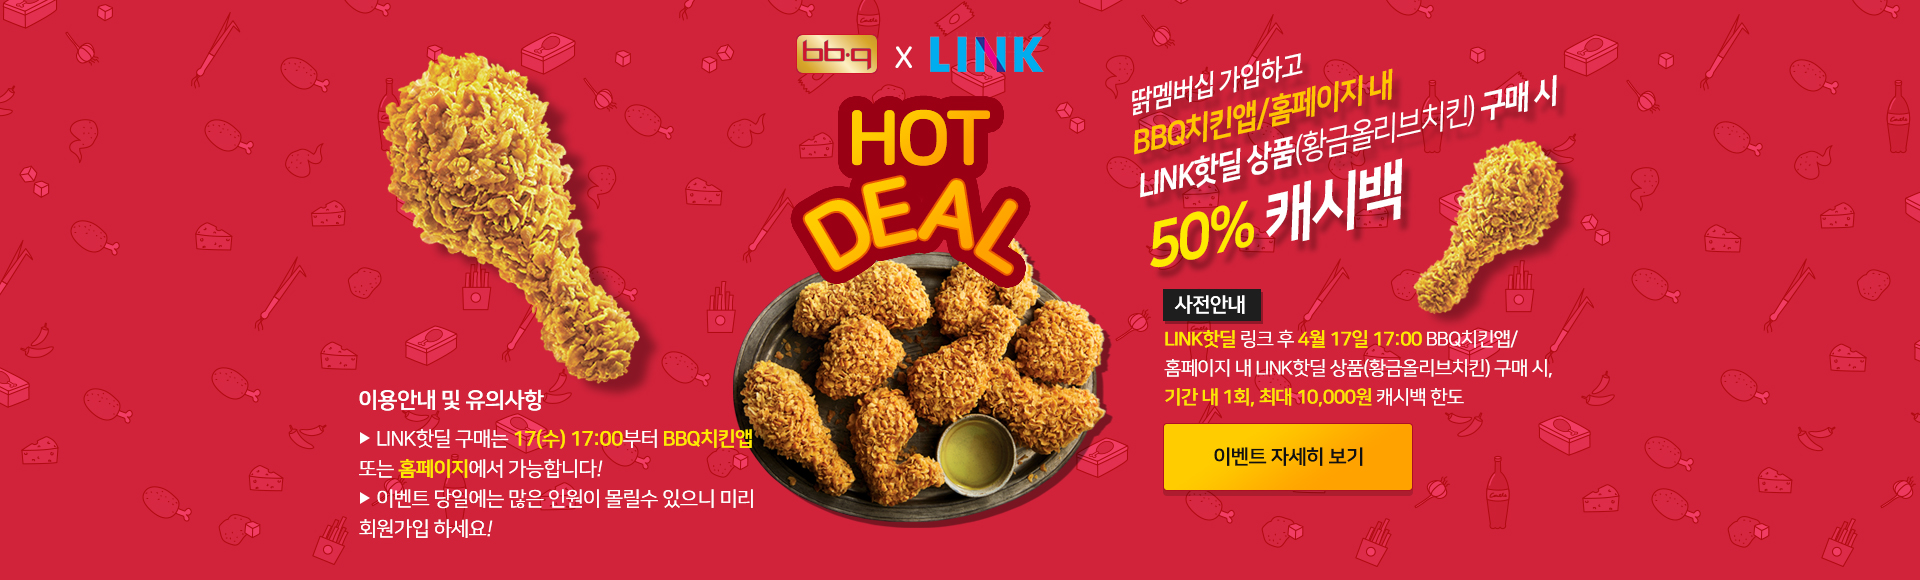 bb.q X LINK
HOT
DEAL
딹멤버십 가입하고
BBQ치킨앱/홈페이지 내
LINK핫딜 상품(황금올리브치킨) 구매 시
50% 캐시백
사전안내
LINK핫딜 링크 후 4월 17일 17:00 BBQ치킨앱/
홈페이지 내 LINK핫딜 상품(황금올리브치킨) 구매 시,
기간 내 1회, 최대 10,000원 캐시백 한도
이벤트 자세히 보기
이용안내 및 유의사항
▶ LINK핫딜 구매는 17(수) 17:00부터 BBQ치킨앱
또는 홈페이지에서 가능합니다!
▶ 이벤트 당일에는 많은 인원이 몰릴수 있으니 미리
회원가입 하세요!